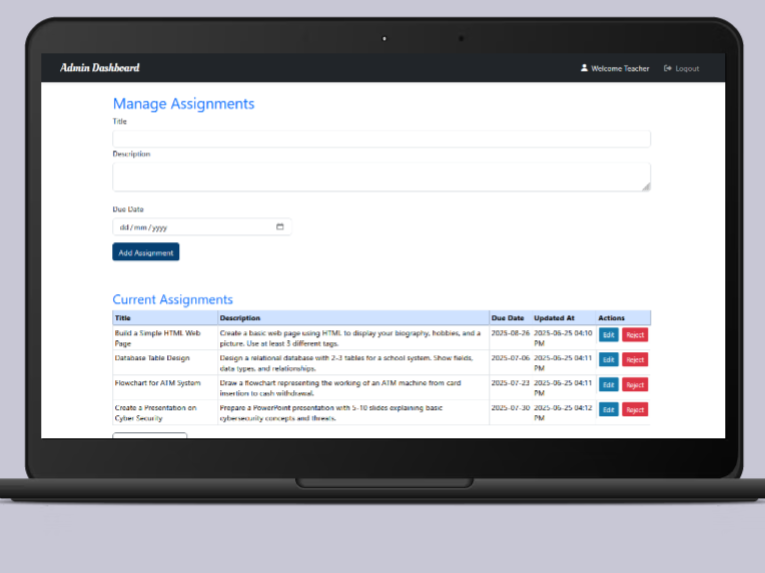 Admin Dashboard
Welcome Teacher
Logout
Manage Assignments
Title
Description
Due Date
dd/mm/yyyy
Add Assignment
Current Assignments
Title Description Due Date Updated At Actions
Build a Simple HTML Web Create a basic web page using HTML to display your biography, hobbies, and a 2025-08-26 2025-06-25 04:10 Edit Reject
Page picture. Use at least 5 different tags. PM
Database Table Design Design a relational database with 2-3 tables for a school system. Show fields, 2025-07-06 2025-06-25 04:11 Edit Reject
data types, and relationships. PM
Flowchart for ATM System Draw a flowchart representing the working of an ATM machine from card 2025-07-23 2025-06-25 04:11 Edit Reject
insertion to cash withdrawal. PM
Create a Presentation on Prepare a PowerPoint presentation with 5-10 slides explaining basic 2025-07-30 2025-06-25 04:12 Edit Reject
Cyber Security cybersecurity concepts and threats. PM